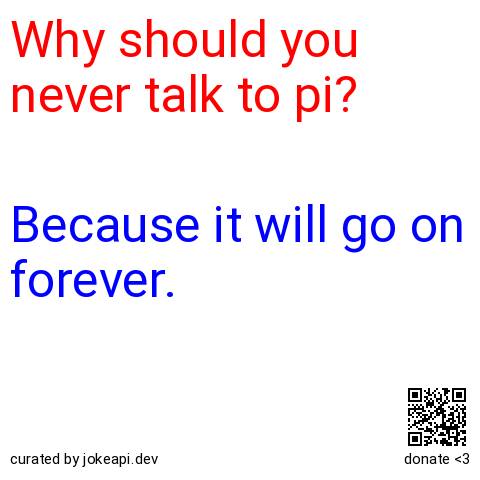 Why should you
never talk to pi?
Because it will go on
forever.
curated by jokeapi.dev
donate <3